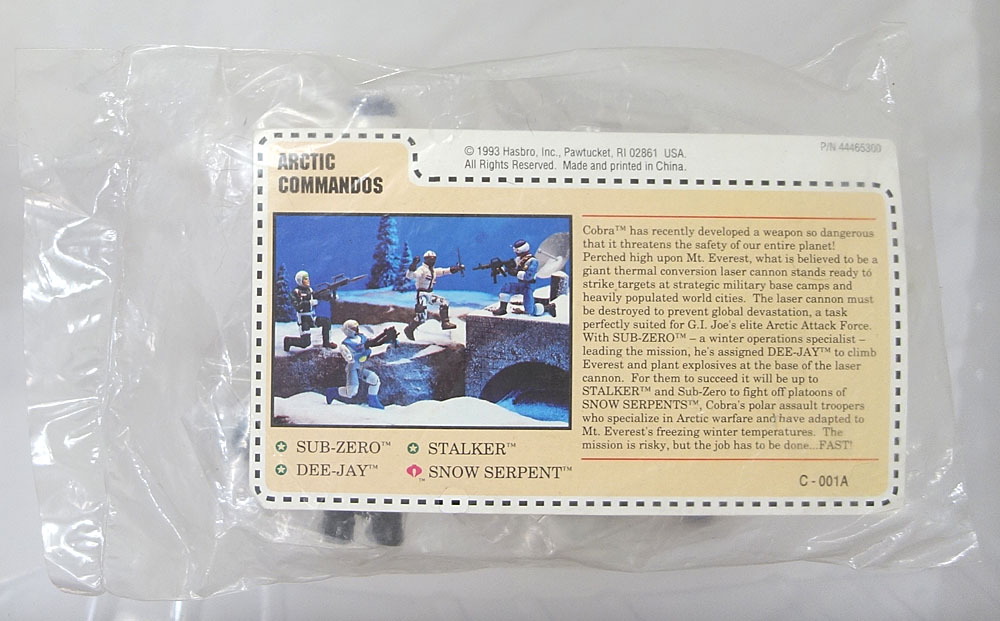 ARCTIC
COMMANDOS
© 1993 Hasbro, Inc., Pawtucket, RI 02861 USA.
All Rights Reserved. Made and printed in China.
P/N 44465300
Cobra™ has recently developed a weapon so dangerous
that it threatens the safety of our entire planet!
Perched high upon Mt. Everest, what is believed to be a
giant thermal conversion laser cannon stands ready to
strike targets at strategic military base camps and
heavily populated world cities. The laser cannon must
be destroyed to prevent global devastation, a task
perfectly suited for G.I. Joe's elite Arctic Attack Force.
With SUB-ZERO™ – a winter operations specialist –
leading the mission, he's assigned DEE-JAY™ to climb
Everest and plant explosives at the base of the laser
cannon. For them to succeed it will be up to
STALKER™ and Sub-Zero to fight off platoons of
SNOW SERPENTS™, Cobra's polar assault troopers
who specialize in Arctic warfare and have adapted to
Mt. Everest's freezing winter temperatures. The
mission is risky, but the job has to be done...FAST!
SUB-ZERO™ STALKER™
DEE-JAY™ ™ SNOW SERPENT™
C - 001A